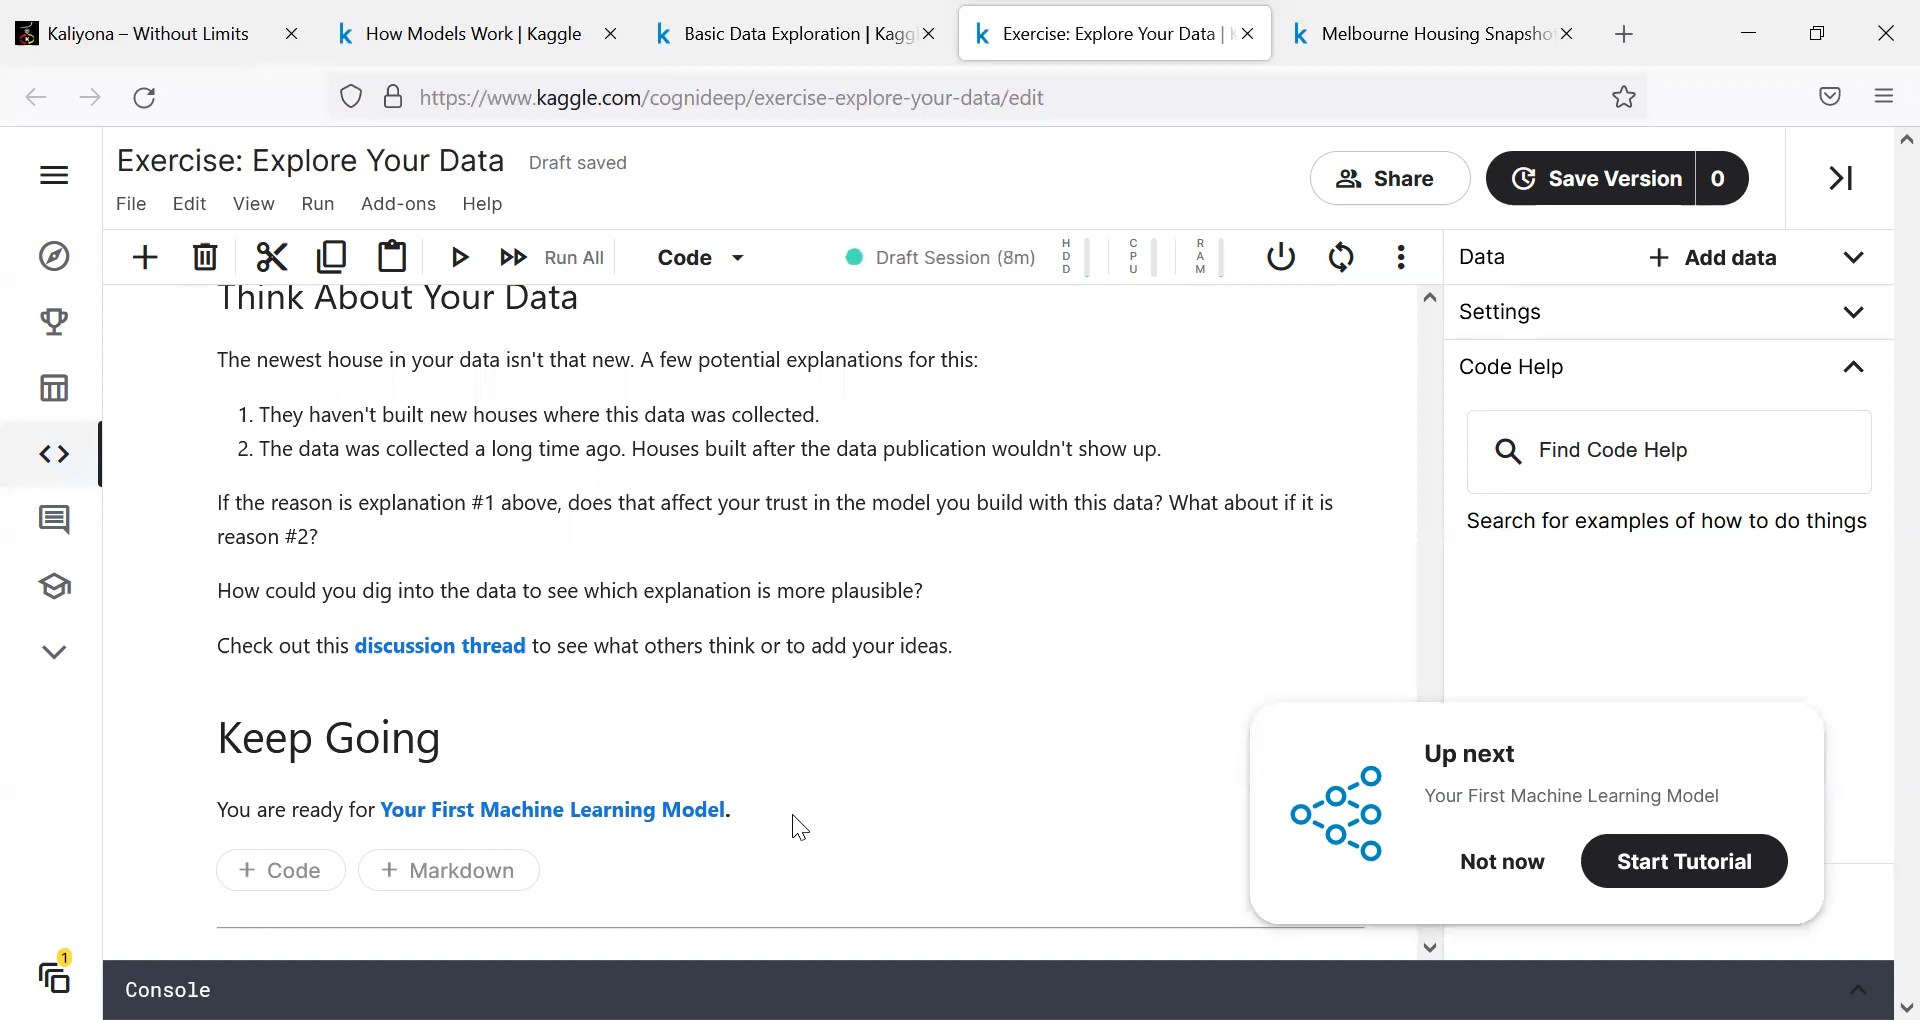 Kaliyona – Without Limits
How Models Work | Kaggle
Basic Data Exploration | Kaggl
Exercise: Explore Your Data | K
Melbourne Housing Snapshot
https://www.kaggle.com/cognideep/exercise-explore-your-data/edit
Exercise: Explore Your Data Draft saved
File Edit View Run Add-ons Help
Share
Save Version 0
Run All
Code
Draft Session (8m)
HDD
CPU
RAM
Data
+ Add data
Settings
Code Help
Find Code Help
Search for examples of how to do things
Think About Your Data
The newest house in your data isn't that new. A few potential explanations for this:
1. They haven't built new houses where this data was collected.
2. The data was collected a long time ago. Houses built after the data publication wouldn't show up.
If the reason is explanation #1 above, does that affect your trust in the model you build with this data? What about if it is
reason #2?
How could you dig into the data to see which explanation is more plausible?
Check out this discussion thread to see what others think or to add your ideas.
Keep Going
You are ready for Your First Machine Learning Model.
+ Code
+ Markdown
Up next
Your First Machine Learning Model
Not now
Start Tutorial
1
Console